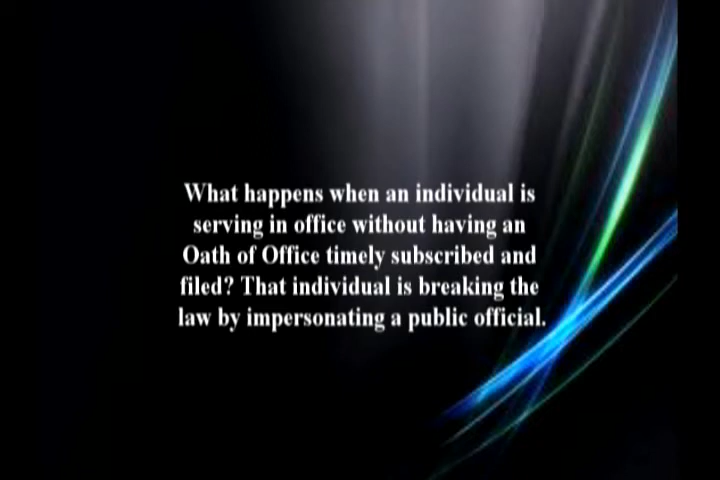 What happens when an individual is
serving in office without having an
Oath of Office timely subscribed and
filed? That individual is breaking the
law by impersonating a public official.